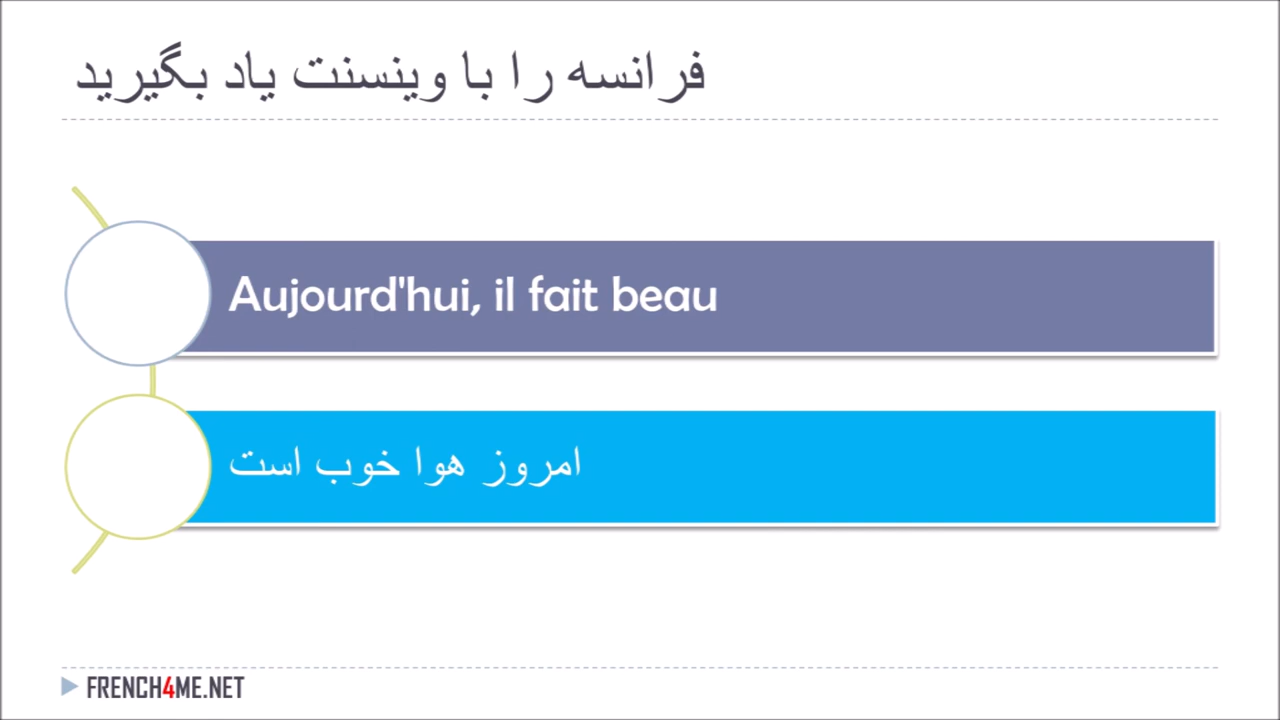 فرانسه را با وینسنت یاد بگیرید
Aujourd'hui, il fait beau
امروز هوا خوب است
FRENCH4ME.NET